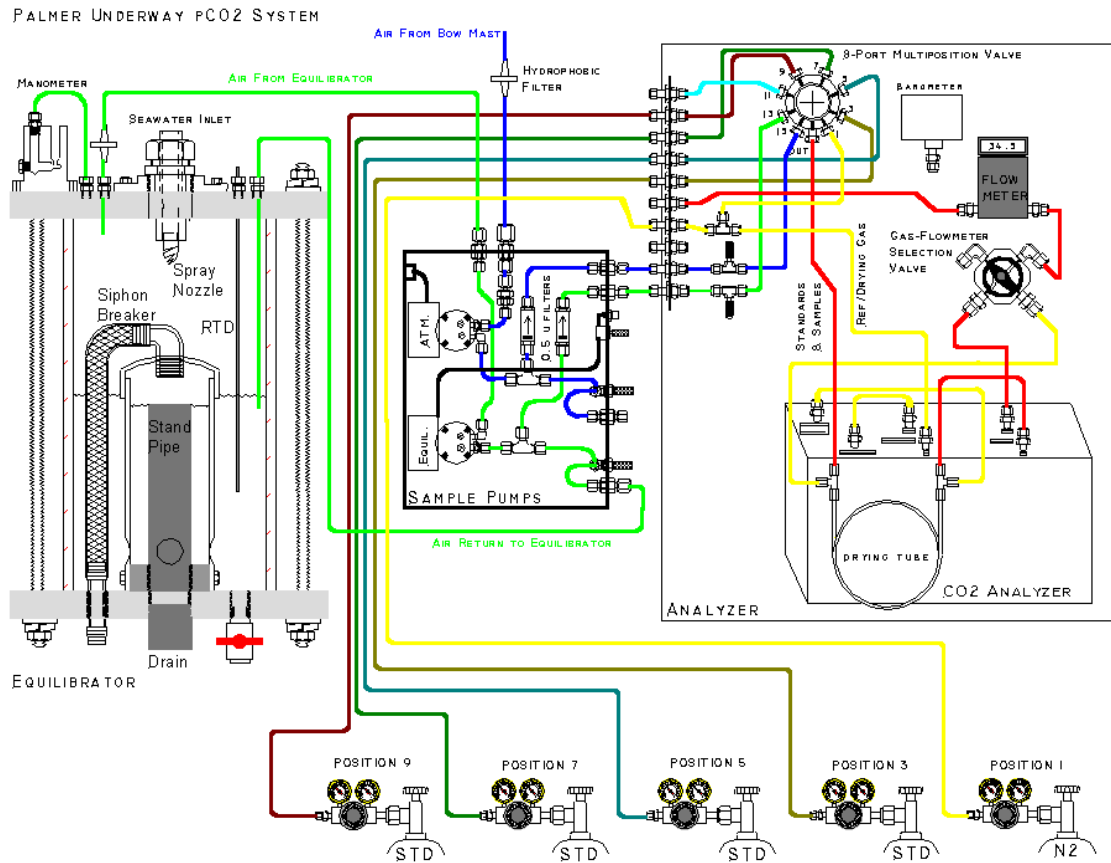 PALMER UNDERWAY PCO2 SYSTEM
AIR FROM BOW MAST
8-PORT MULTIPOSITION VALVE
HYDROPHOBIC
FILTER
AIR FROM EQUILIBRATOR
MANOMETER
SEAWATER INLET
BAROMETER
9
7
5
11
3
13
15
1
OUT
34.5
FLOW
METER
GAS-FLOWMETER
SELECTION
VALVE
Spray
Nozzle
Siphon
Breaker
RTD
ATM.
0.5 U FILTERS
STANDARDS
& SAMPLES
REF/DRYING GAS
Stand
Pipe
EQUIL.
SAMPLE PUMPS
AIR RETURN TO EQUILIBRATOR
DRYING TUBE
CO2 ANALYZER
ANALYZER
Drain
EQUILIBRATOR
POSITION 9
POSITION 7
POSITION 5
POSITION 3
POSITION 1
STD
STD
STD
STD
N2